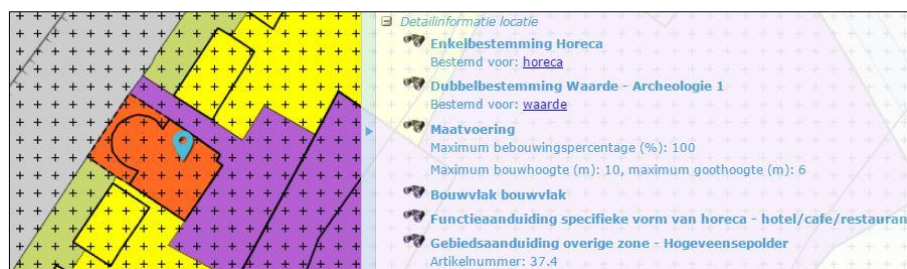 Detailinformatie locatie
Enkelbestemming Horeca
Bestemd voor: horeca
Dubbelbestemming Waarde - Archeologie 1
Bestemd voor: waarde
Maatvoering
Maximum bebouwingspercentage (%): 100
Maximum bouwhoogte (m): 10, maximum goothoogte (m): 6
Bouwvlak bouwvlak
Functieaanduiding specifieke vorm van horeca - hotel/cafe/restauran
Gebiedsaanduiding overige zone - Hogeveensepolder
Artikelnummer: 37.4